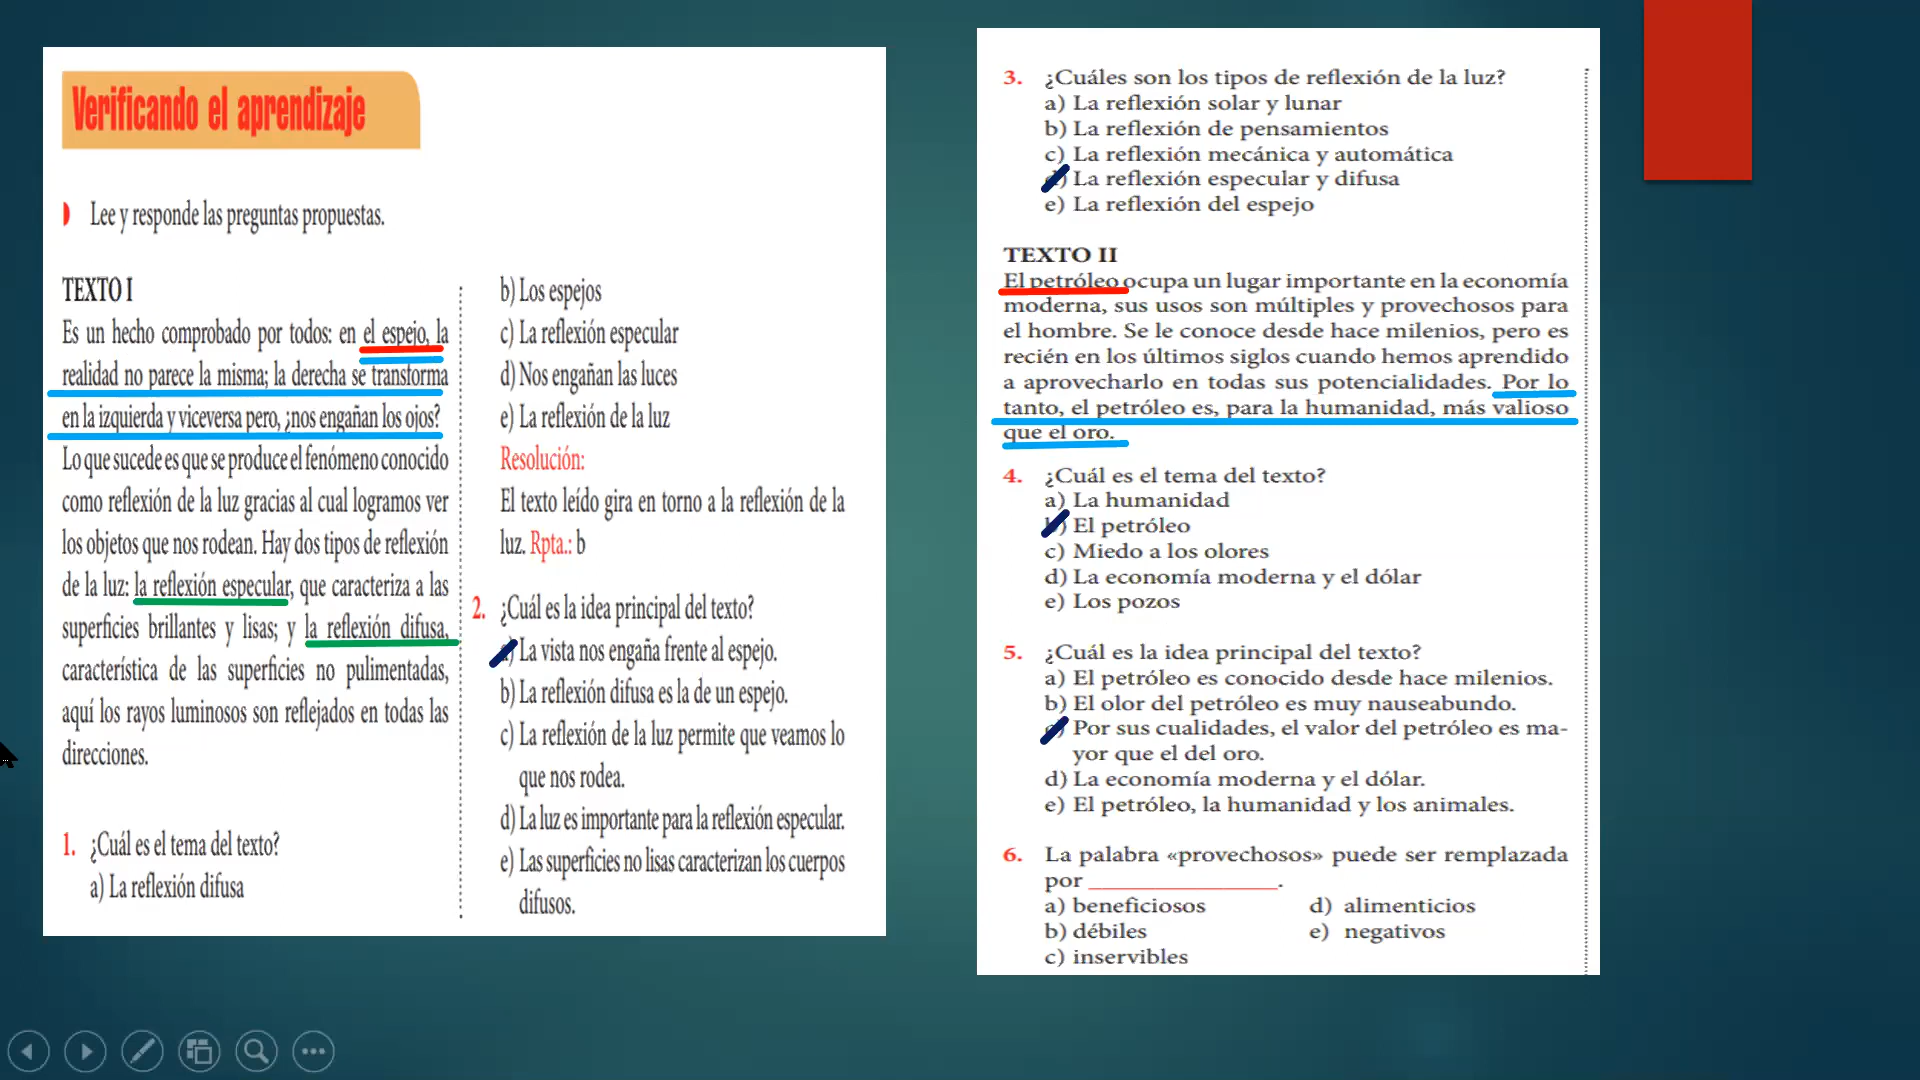 Verificando el aprendizaje
Lee y responde las preguntas propuestas.
TEXTO I
Es un hecho comprobado por todos: en el espejo, la
realidad no parece la misma; la derecha se transforma
en la izquierda y viceversa pero, ¿nos engañan los ojos?
Lo que sucede es que se produce el fenómeno conocido
como reflexión de la luz gracias al cual logramos ver
los objetos que nos rodean. Hay dos tipos de reflexión
de la luz: la reflexión especular, que caracteriza a las
superficies brillantes y lisas; y la reflexión difusa,
característica de las superficies no pulimentadas,
aquí los rayos luminosos son reflejados en todas las
direcciones.
1. ¿Cuál es el tema del texto?
a) La reflexión difusa
b) Los espejos
c) La reflexión especular
d) Nos engañan las luces
e) La reflexión de la luz
Resolución:
El texto leído gira en torno a la reflexión de la
luz. Rpta.: b
2. ¿Cuál es la idea principal del texto?
a) La vista nos engaña frente al espejo.
b) La reflexión difusa es la de un espejo.
c) La reflexión de la luz permite que veamos lo
que nos rodea.
d) La luz es importante para la reflexión especular.
e) Las superficies no lisas caracterizan los cuerpos
difusos.
3. ¿Cuáles son los tipos de reflexión de la luz?
a) La reflexión solar y lunar
b) La reflexión de pensamientos
c) La reflexión mecánica y automática
d) La reflexión especular y difusa
e) La reflexión del espejo
TEXTO II
El petróleo ocupa un lugar importante en la economía
moderna, sus usos son múltiples y provechosos para
el hombre. Se le conoce desde hace milenios, pero es
recién en los últimos siglos cuando hemos aprendido
a aprovecharlo en todas sus potencialidades. Por lo
tanto, el petróleo es, para la humanidad, más valioso
que el oro.
4. ¿Cuál es el tema del texto?
a) La humanidad
b) El petróleo
c) Miedo a los olores
d) La economía moderna y el dólar
e) Los pozos
5. ¿Cuál es la idea principal del texto?
a) El petróleo es conocido desde hace milenios.
b) El olor del petróleo es muy nauseabundo.
c) Por sus cualidades, el valor del petróleo es ma-
yor que el del oro.
d) La economía moderna y el dólar.
e) El petróleo, la humanidad y los animales.
6. La palabra «provechosos» puede ser remplazada
por _________________.
a) beneficiosos d) alimenticios
b) débiles e) negativos
c) inservibles